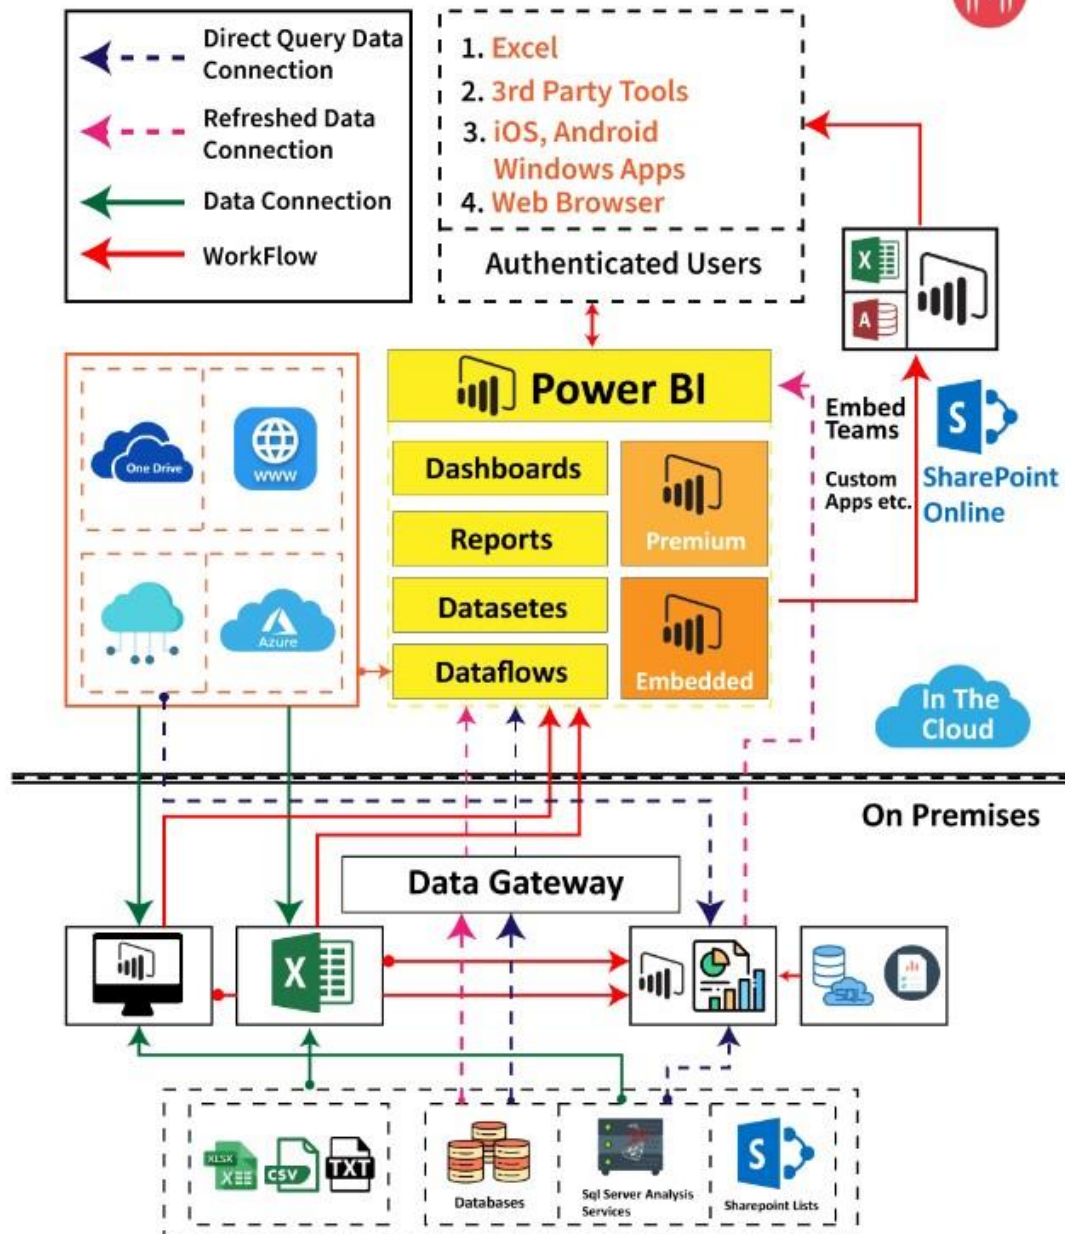 Direct Query Data
Connection
Refreshed Data
Connection
Data Connection
WorkFlow
1. Excel
2. 3rd Party Tools
3. iOS, Android
Windows Apps
4. Web Browser
Authenticated Users
X
A
One Drive
WWW
Azure
Power BI
Dashboards
Reports
Datasetes
Dataflows
Premium
Embedded
Embed
Teams
Custom
Apps etc.
S
SharePoint
Online
In The
Cloud
On Premises
Data Gateway
X
SQL
XLSX
X
CSV
TXT
Databases
Sql Server Analysis
Services
S
Sharepoint Lists